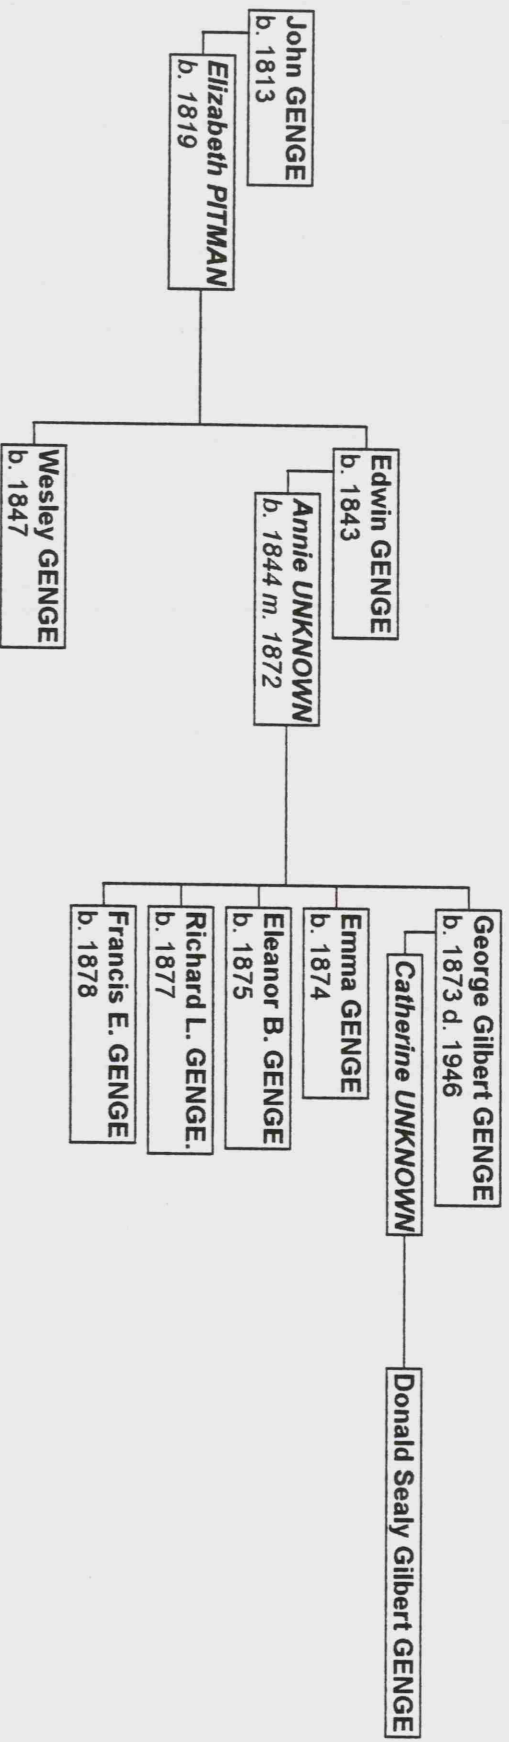 John GENGE
b. 1813
Elizabeth PITMAN
b. 1819
Edwin GENGE
b. 1843
Annie UNKNOWN
b. 1844 m. 1872
George Gilbert GENGE
b. 1873 d. 1946
Catherine UNKNOWN
Donald Sealy Gilbert GENGE
Emma GENGE
b. 1874
Eleanor B. GENGE
b. 1875
Richard L. GENGE.
b. 1877
Francis E. GENGE
b. 1878
Wesley GENGE
b. 1847